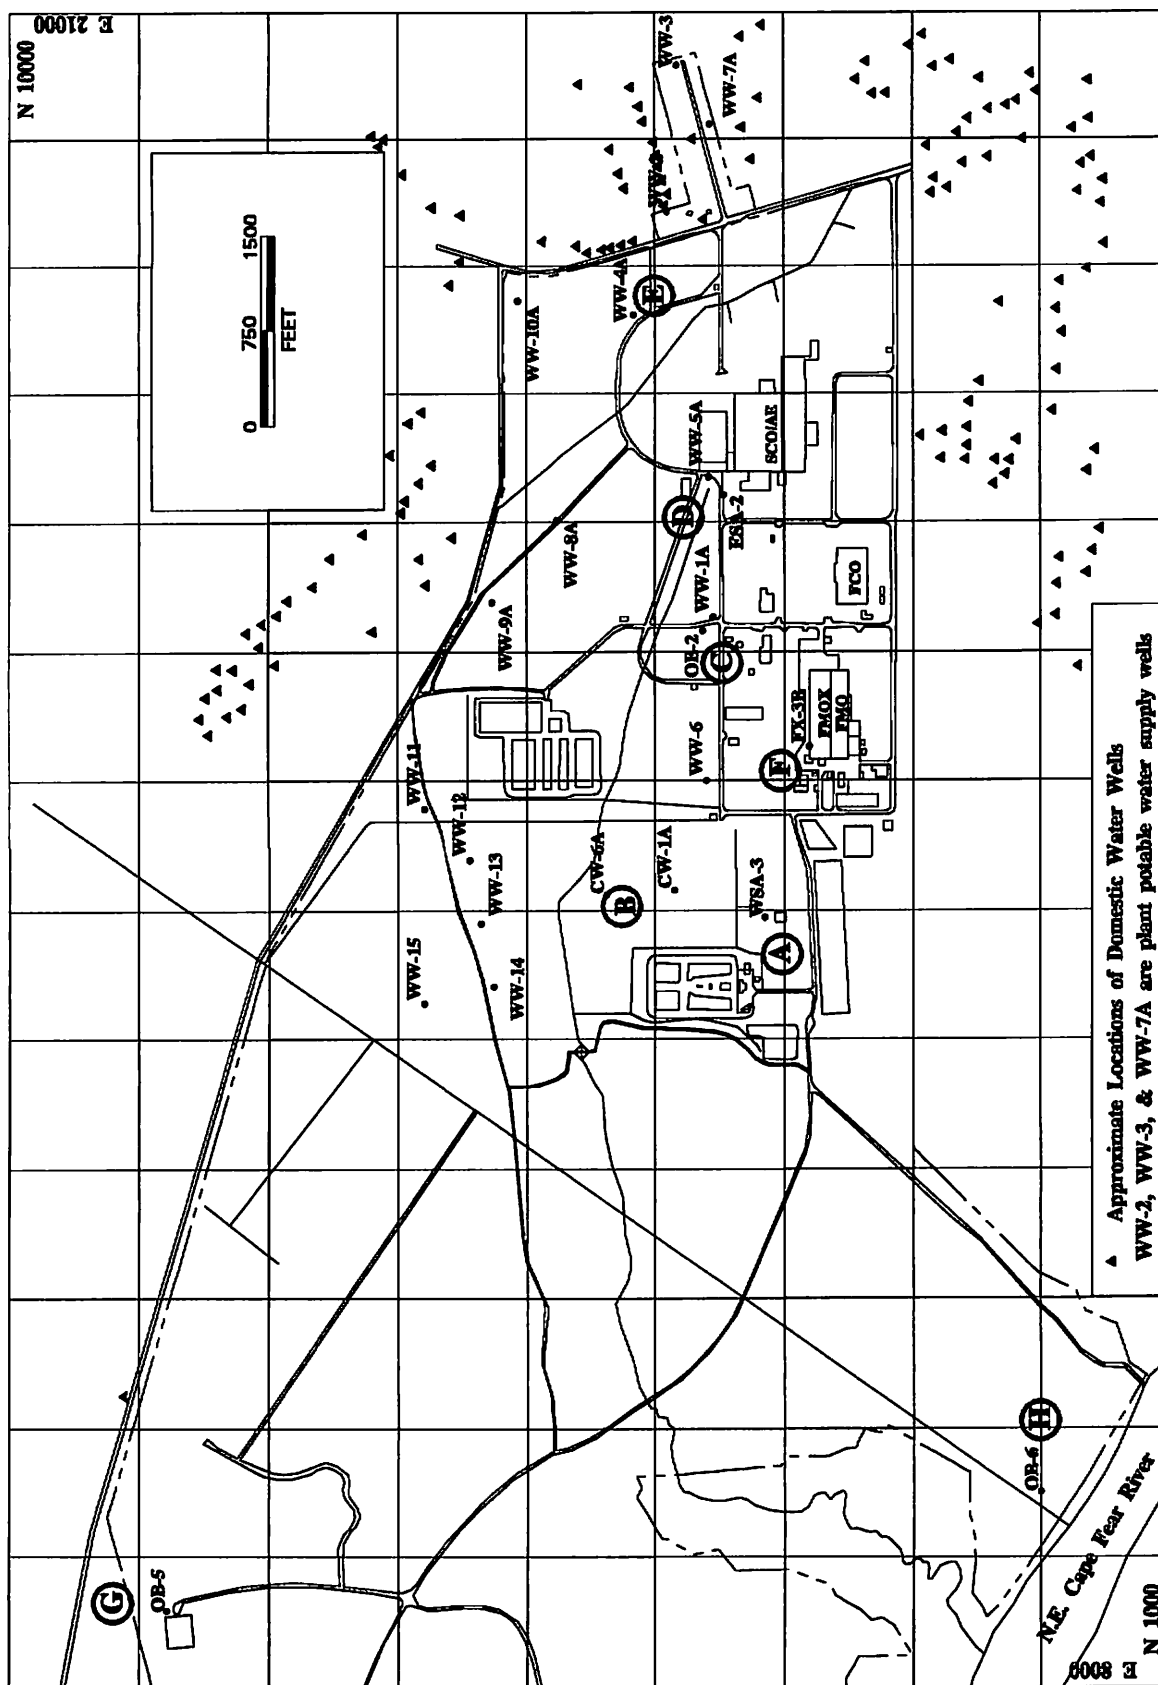 N 10000
E 21000
0 750 1500
FEET
WW-3
WW-7A
WW-2
WW-4A
E
WW-10A
WW-5A
SCO/AE
D
ESA-2
WW-8A
WW-1A
FCO
WW-9A
OB-2
C
WW-6
FX-3B
FMOX
FMO
F
WW-11
WW-12
CW-6A
CW-1A
WW-13
B
WSA-3
A
WW-15
WW-14
G
OB-5
H
OB-6
N.E. Cape Fear River
E 8000
N 1000
▲ Approximate Locations of Domestic Water Wells
WW-2, WW-3, & WW-7A are plant potable water supply wells